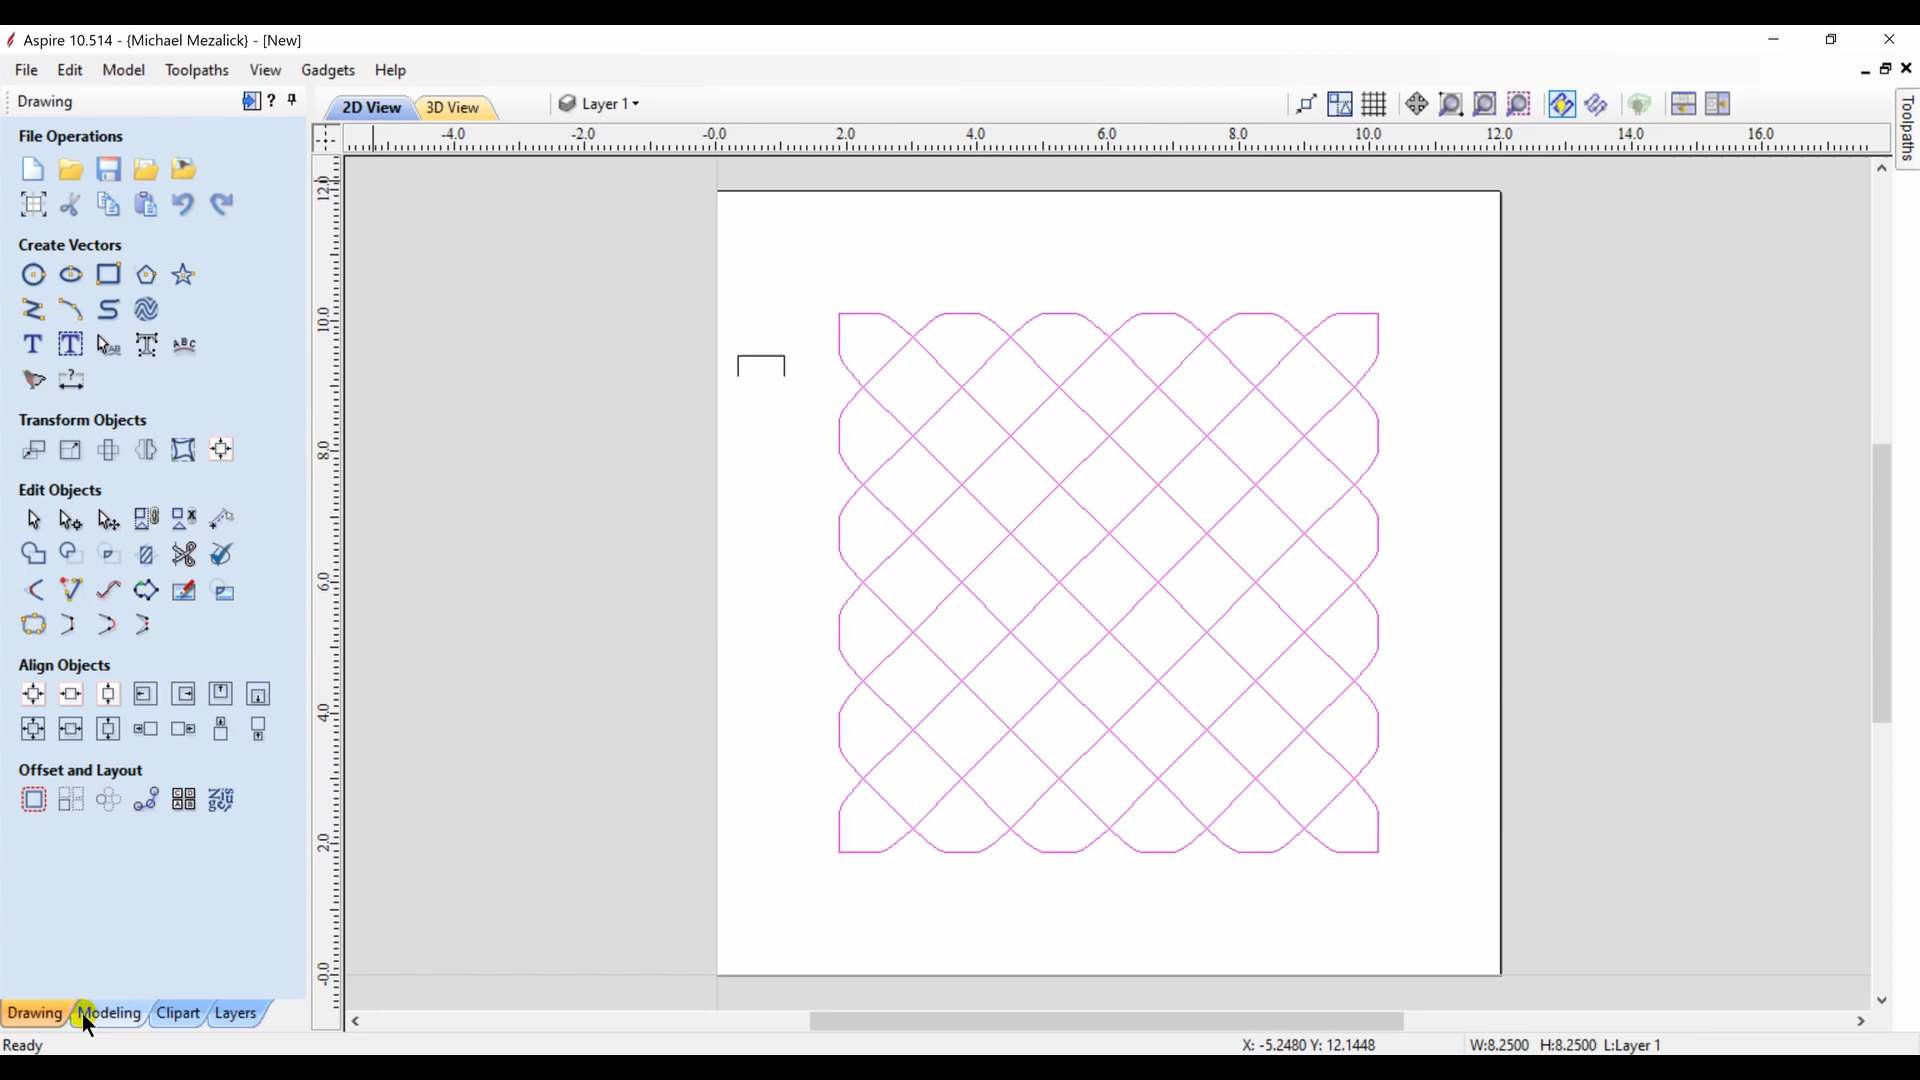 Aspire 10.514 - {Michael Mezalick} - [New]
File Edit Model Toolpaths View Gadgets Help
Drawing
2D View 3D View Layer 1
Toolpaths
-4.0 -2.0 -0.0 2.0 4.0 6.0 8.0 10.0 12.0 14.0 16.0
12.0
10.0
8.0
6.0
4.0
2.0
-0.0
File Operations
Create Vectors
Transform Objects
Edit Objects
Align Objects
Offset and Layout
Drawing Modeling Clipart Layers
Ready
X: -5.2480 Y: 12.1448
W:8.2500 H:8.2500 L:Layer 1